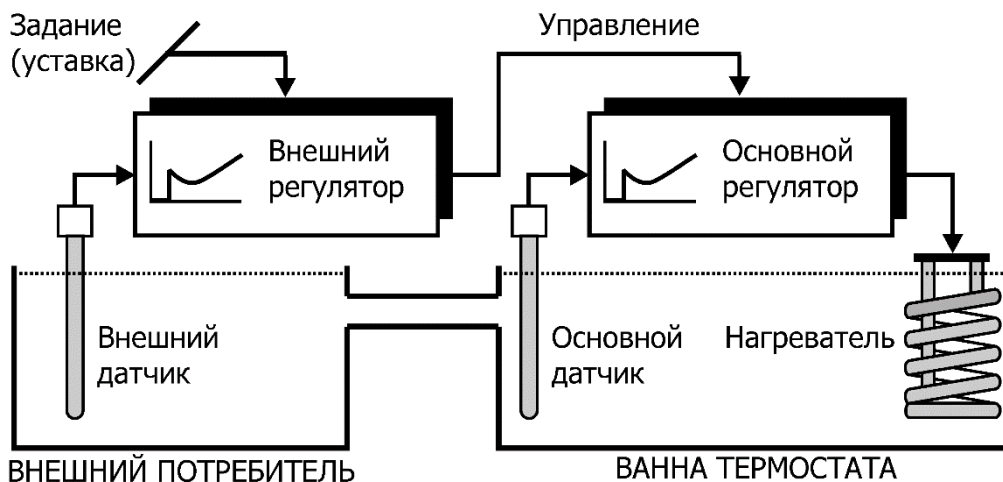 Задание
(уставка)
Управление
Внешний
регулятор
Основной
регулятор
Внешний
датчик
Основной
датчик
Нагреватель
ВНЕШНИЙ ПОТРЕБИТЕЛЬ
ВАННА ТЕРМОСТАТА